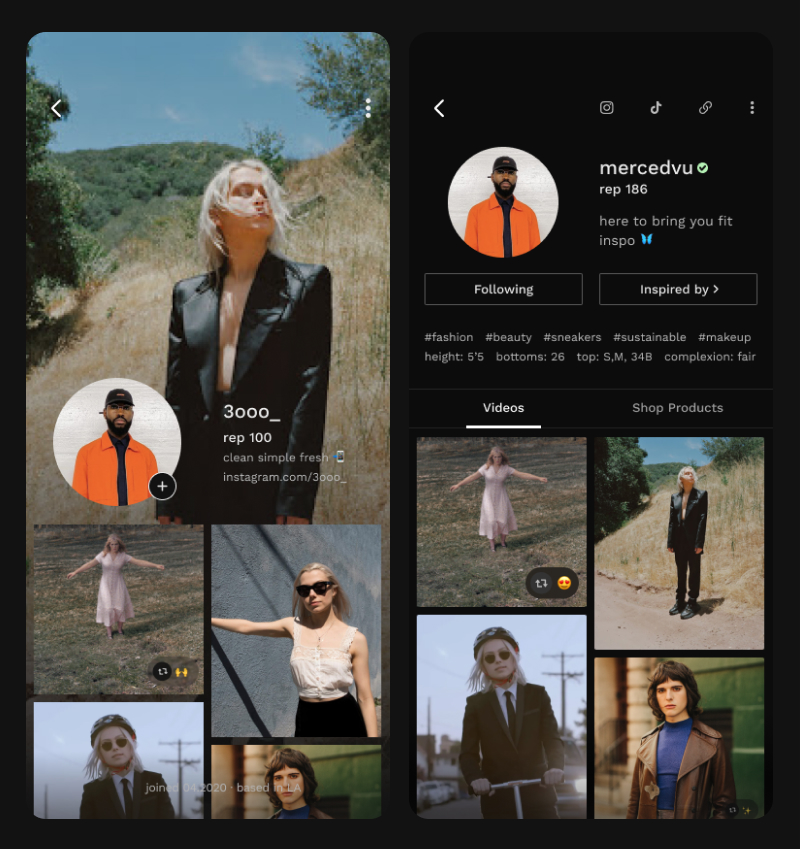 3ooo_
rep 100
clean simple fresh 📱
instagram.com/3ooo_
joined 04.2020 · based in LA
mercedvu
rep 186
here to bring you fit
inspo 🦋
Following
Inspired by >
#fashion #beauty #sneakers #sustainable #makeup
height: 5'5 bottoms: 26 top: S,M, 34B complexion: fair
Videos
Shop Products